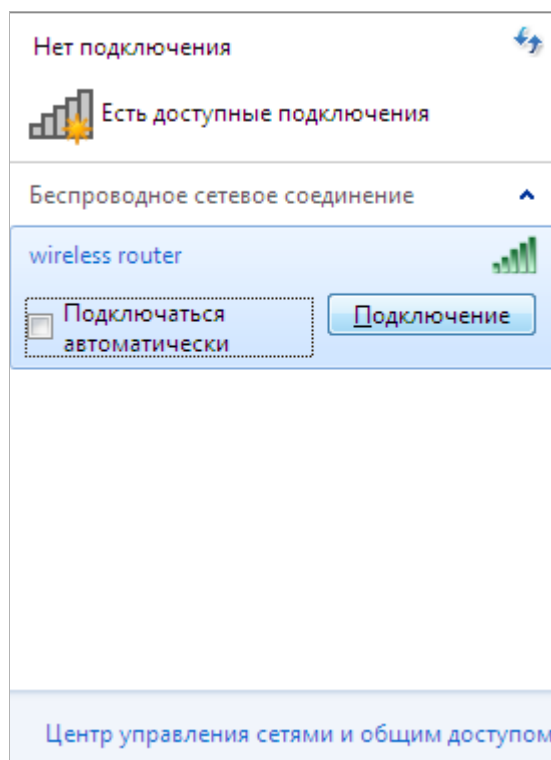 Нет подключения
Есть доступные подключения
Беспроводное сетевое соединение
wireless router
Подключаться
автоматически
Подключение
Центр управления сетями и общим доступом